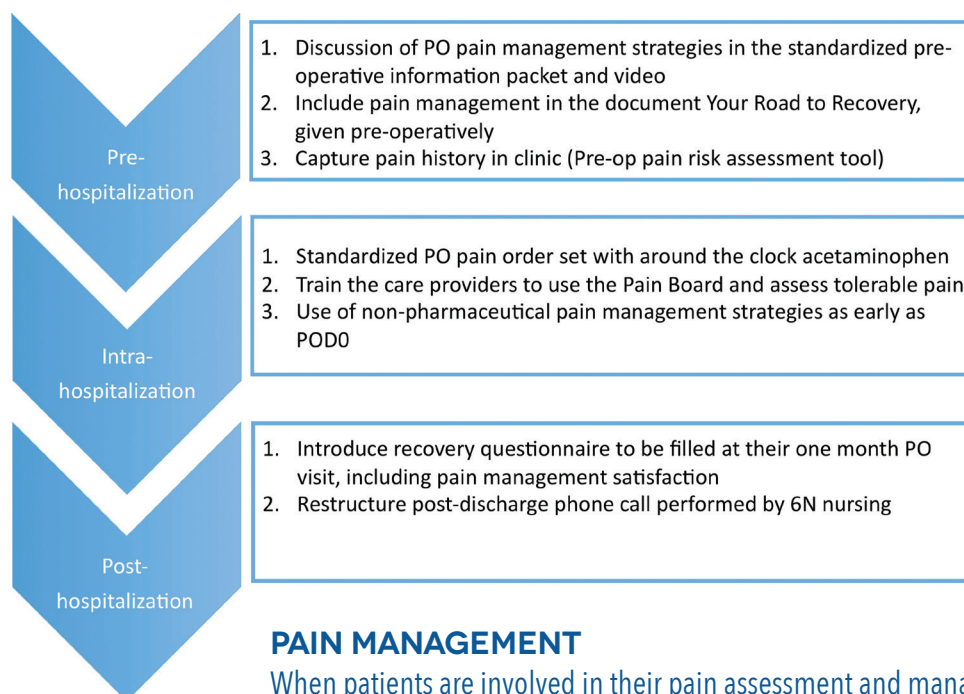 Pre-
hospitalization
1. Discussion of PO pain management strategies in the standardized pre-
operative information packet and video
2. Include pain management in the document Your Road to Recovery,
given pre-operatively
3. Capture pain history in clinic (Pre-op pain risk assessment tool)
Intra-
hospitalization
1. Standardized PO pain order set with around the clock acetaminophen
2. Train the care providers to use the Pain Board and assess tolerable pain
3. Use of non-pharmaceutical pain management strategies as early as
POD0
Post-
hospitalization
1. Introduce recovery questionnaire to be filled at their one month PO
visit, including pain management satisfaction
2. Restructure post-discharge phone call performed by 6N nursing
PAIN MANAGEMENT
When patients are involved in their pain assessment and mana